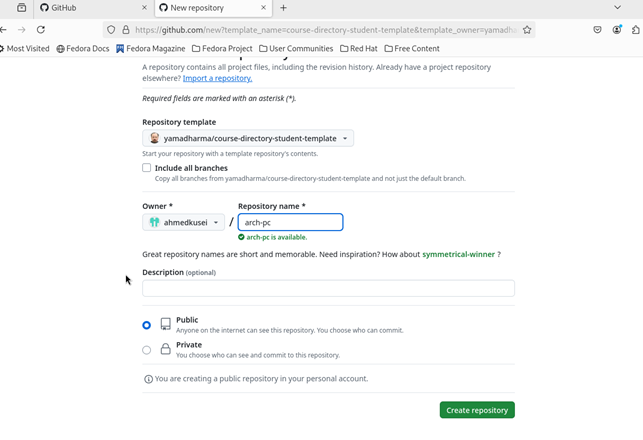 GitHub
New repository
https://github.com/new?template_name=course-directory-student-template&template_owner=yamadh
Most Visited Fedora Docs Fedora Magazine Fedora Project User Communities Red Hat Free Content
A repository contains all project files, including the revision history. Already have a project repository
elsewhere? Import a repository.
Required fields are marked with an asterisk (*).
Repository template
yamadharma/course-directory-student-template
Start your repository with a template repository's contents.
Include all branches
Copy all branches from yamadharma/course-directory-student-template and not just the default branch.
Owner * Repository name *
ahmedkusei / arch-pc
arch-pc is available.
Great repository names are short and memorable. Need inspiration? How about symmetrical-winner ?
Description (optional)
Public
Anyone on the internet can see this repository. You choose who can commit.
Private
You choose who can see and commit to this repository.
You are creating a public repository in your personal account.
Create repository